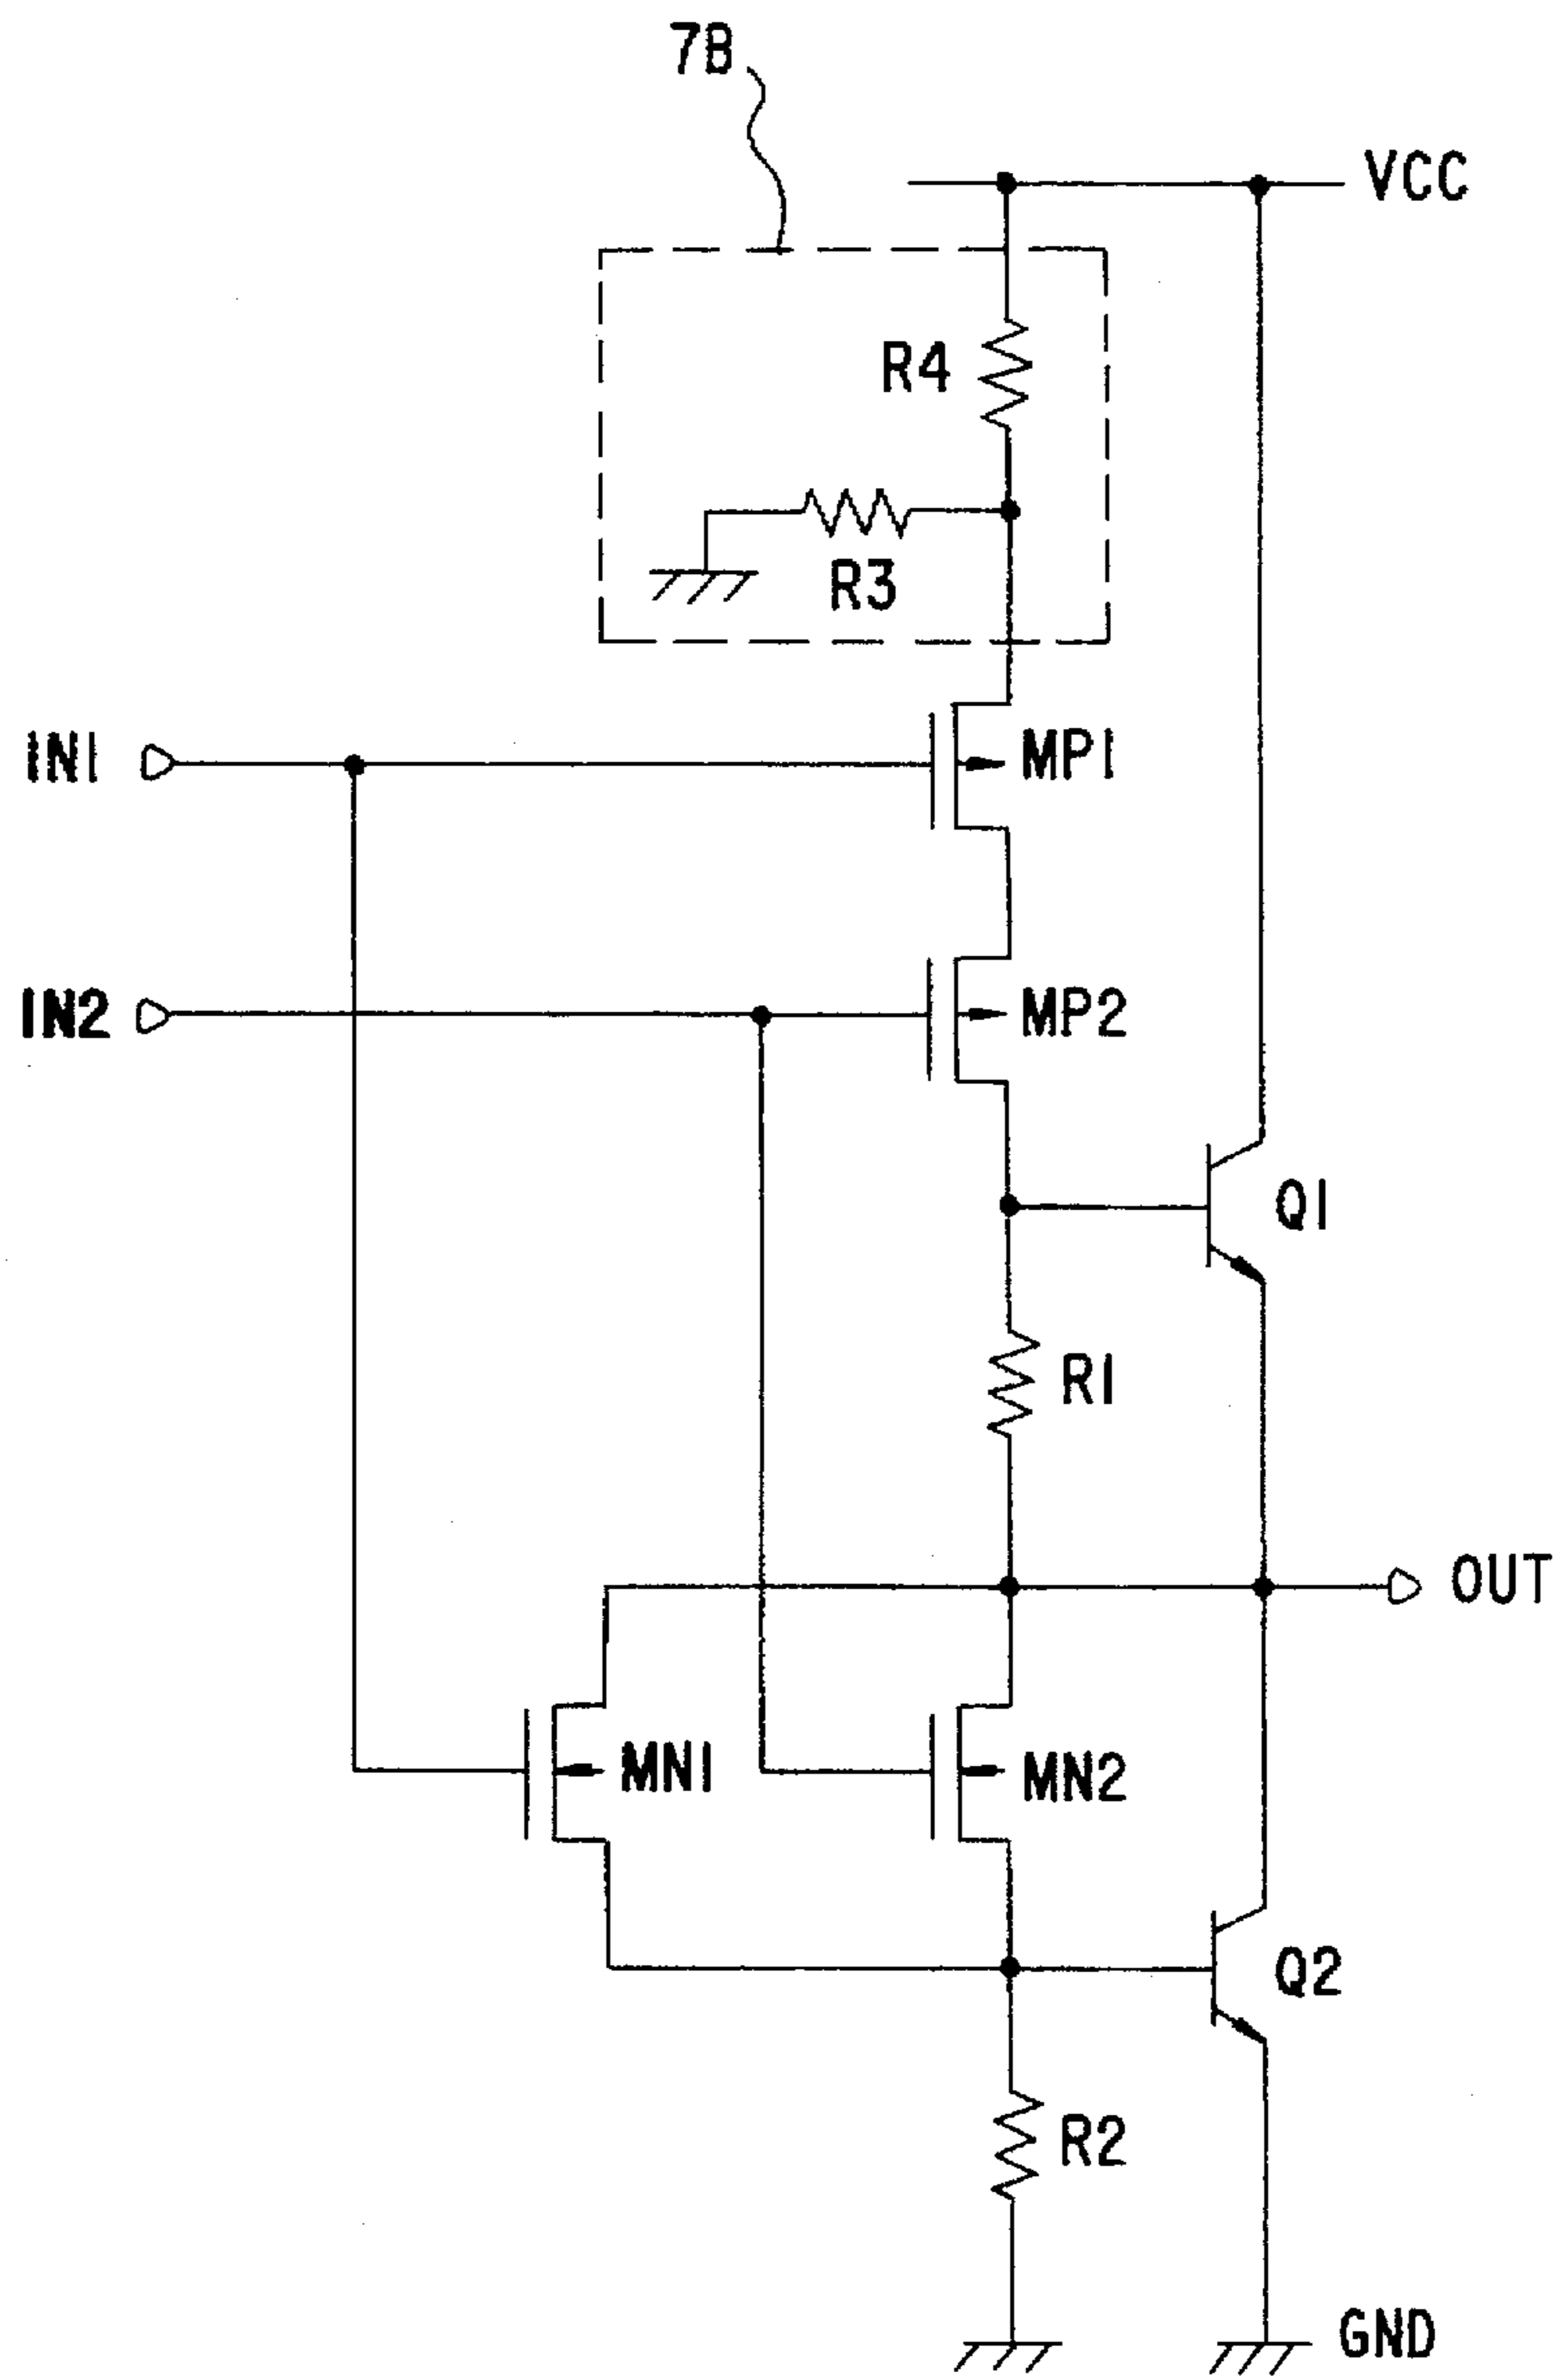 7B
VCC
R4
R3
IN1
MP1
IN2
MP2
Q1
R1
OUT
MN1
MN2
Q2
R2
GND